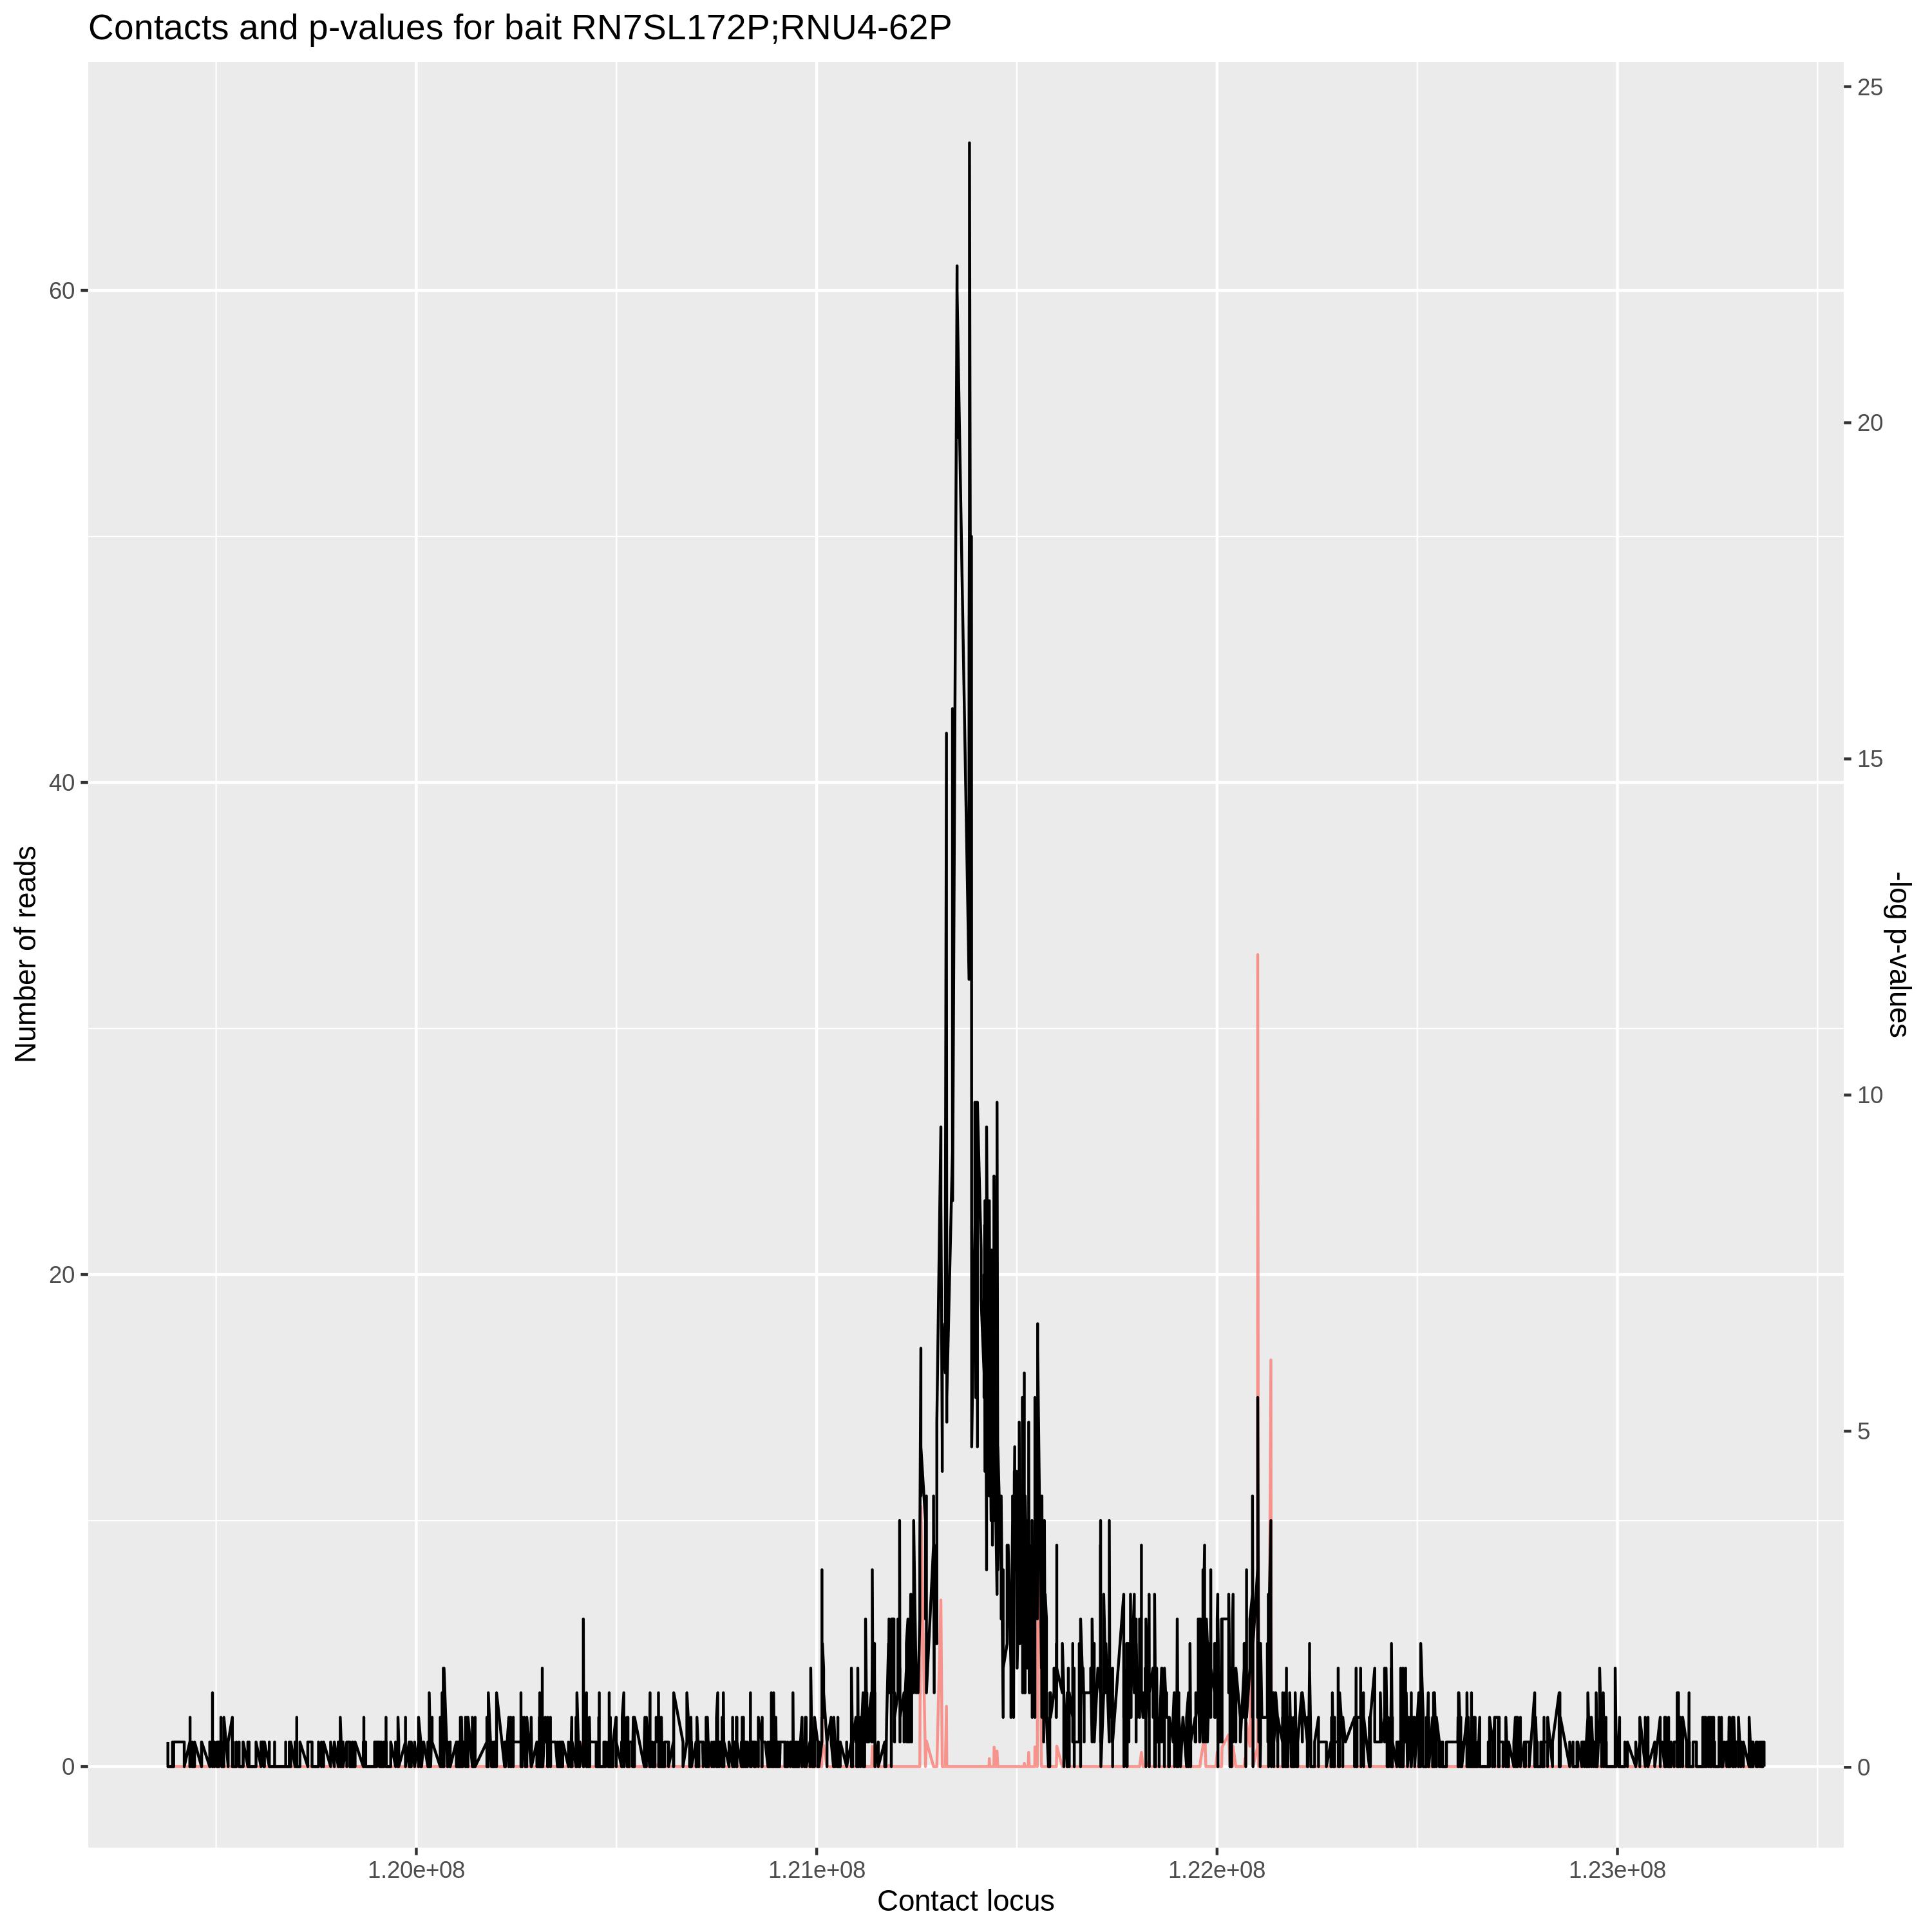 Contacts and p-values for bait RN7SL172P;RNU4-62P
25
20
15
10
5
0
60
40
20
0
Number of reads
-log p-values
1.20e+08 1.21e+08 1.22e+08 1.23e+08
Contact locus